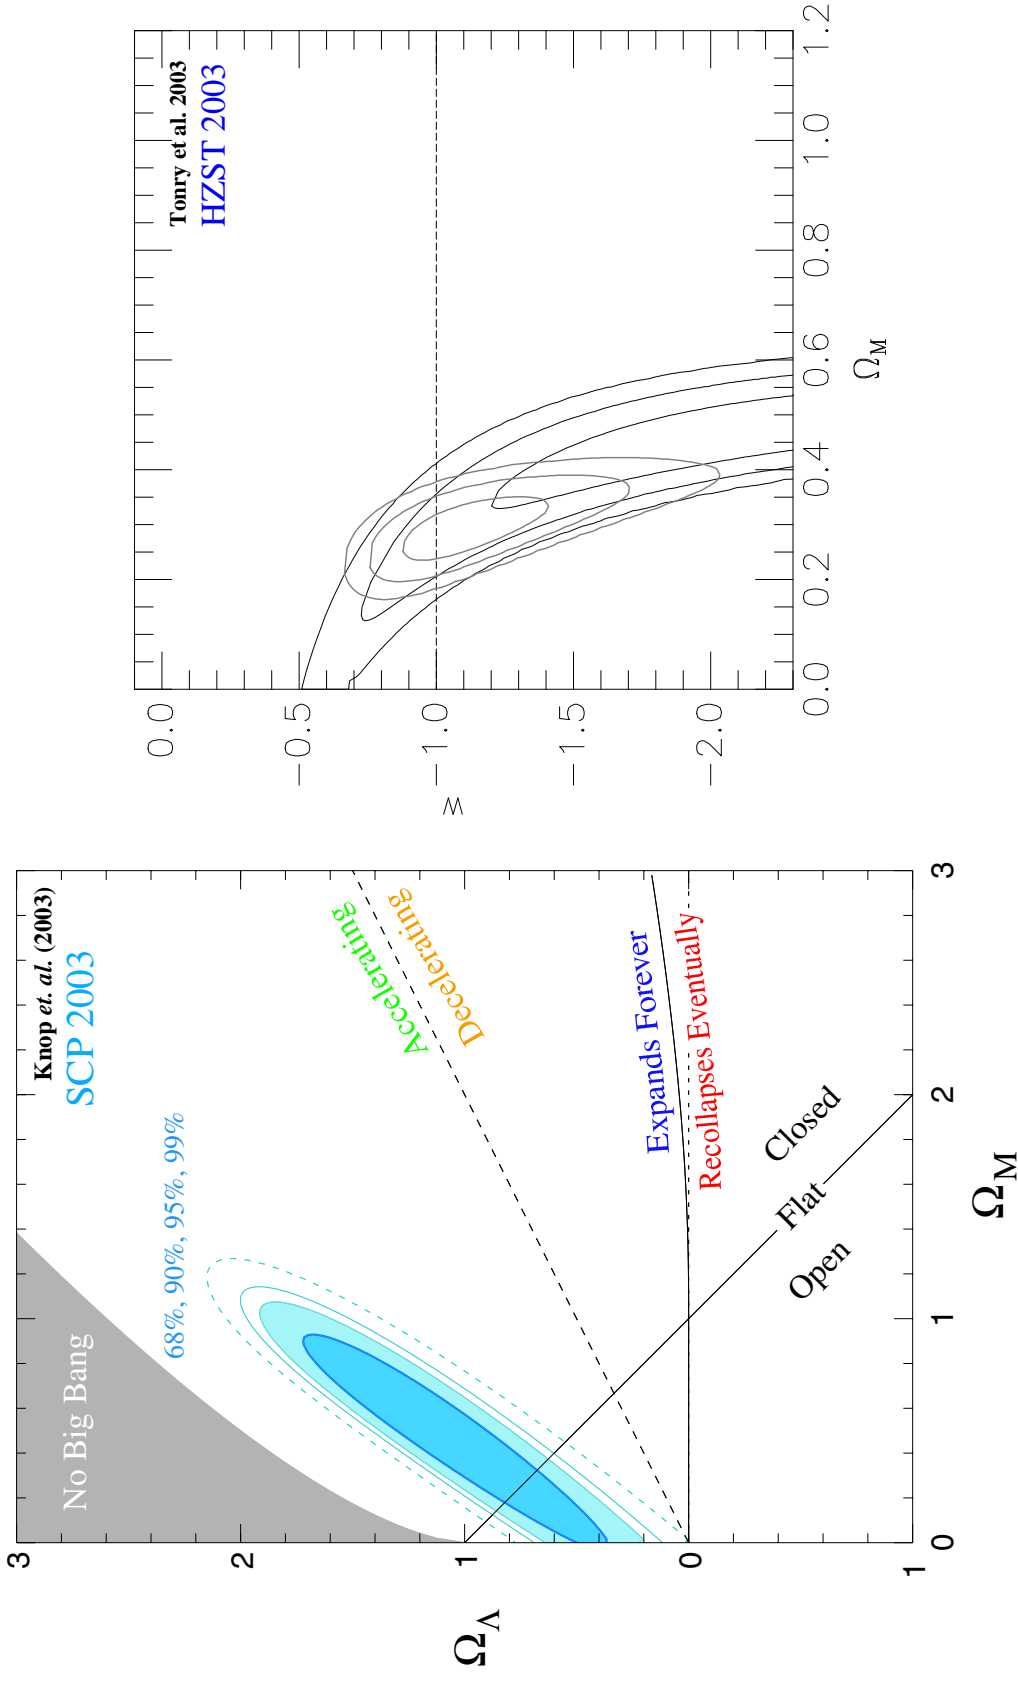 Knop et. al. (2003)
SCP 2003
68%, 90%, 95%, 99%
No Big Bang
Accelerating
Decelerating
Expands Forever
Recollapses Eventually
Closed
Flat
Open
3
2
1
0
1
Ω_Λ
0
1
2
3
Ω_M
Tonry et al. 2003
HZST 2003
0.0
−0.5
−1.0
−1.5
−2.0
w
0.0
0.2
0.4
0.6
0.8
1.0
1.2
Ω_M